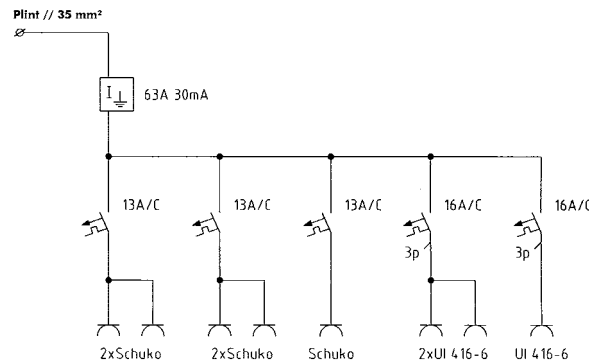 Plint // 35 mm²
I
63A 30mA
13A/C 13A/C 13A/C 16A/C 16A/C
3p 3p
2xSchuko 2xSchuko Schuko 2xUI 416-6 UI 416-6